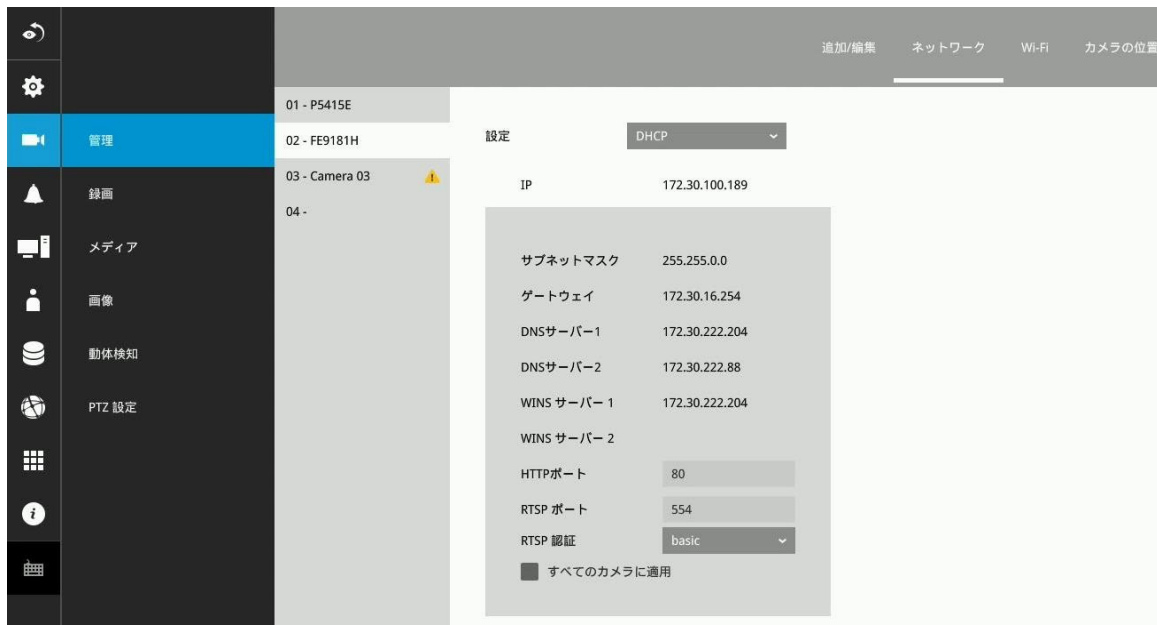 追加/編集
ネットワーク
Wi-Fi
カメラの位置
管理
録画
メディア
画像
動体検知
PTZ 設定
01 - P5415E
02 - FE9181H
03 - Camera 03
04 -
設定 DHCP
IP 172.30.100.189
サブネットマスク 255.255.0.0
ゲートウェイ 172.30.16.254
DNSサーバー1 172.30.222.204
DNSサーバー2 172.30.222.88
WINS サーバー 1 172.30.222.204
WINS サーバー 2
HTTPポート 80
RTSP ポート 554
RTSP 認証 basic
すべてのカメラに適用